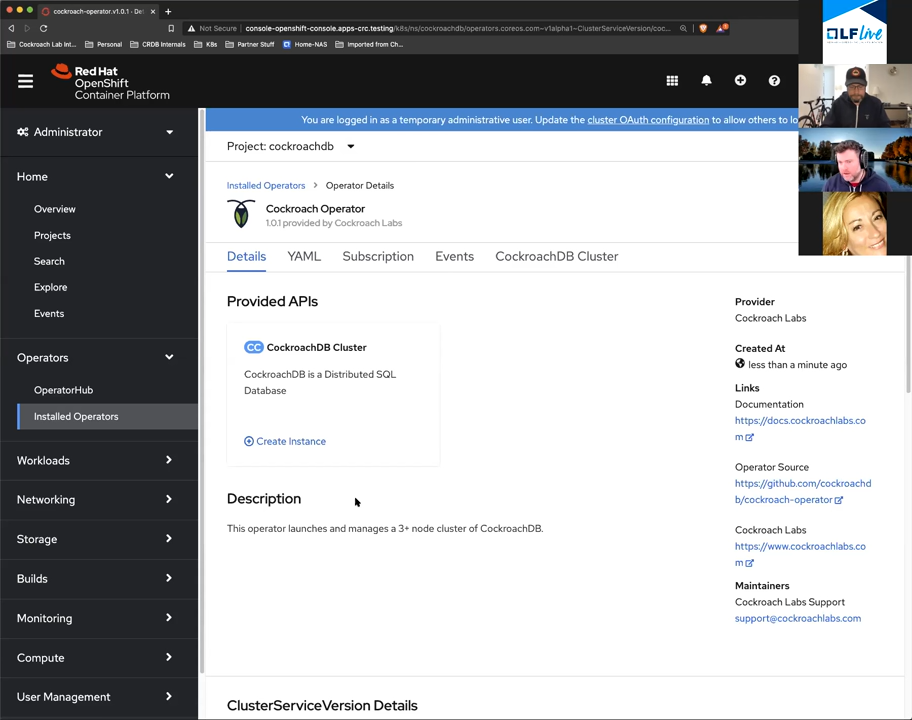 cockroach-operator.v1.0.1 · De
Not Secure
console-openshift-console.apps-crc.testing/k8s/ns/cockroachdb/operators.coreos.com~v1alpha1~ClusterServiceVersion/coc...
Cockroach Lab Int...
Personal
CRDB Internals
K8s
Partner Stuff
Home-NAS
Imported from Ch...
Red Hat
OpenShift
Container Platform
LF live
You are logged in as a temporary administrative user. Update the cluster OAuth configuration to allow others to lo
Administrator
Home
Overview
Projects
Search
Explore
Events
Operators
OperatorHub
Installed Operators
Workloads
Networking
Storage
Builds
Monitoring
Compute
User Management
Project: cockroachdb
Installed Operators > Operator Details
Cockroach Operator
1.0.1 provided by Cockroach Labs
Details
YAML
Subscription
Events
CockroachDB Cluster
Provided APIs
CC CockroachDB Cluster
CockroachDB is a Distributed SQL
Database
Create Instance
Description
This operator launches and manages a 3+ node cluster of CockroachDB.
Provider
Cockroach Labs
Created At
less than a minute ago
Links
Documentation
https://docs.cockroachlabs.co
m
Operator Source
https://github.com/cockroachd
b/cockroach-operator
Cockroach Labs
https://www.cockroachlabs.co
m
Maintainers
Cockroach Labs Support
support@cockroachlabs.com
ClusterServiceVersion Details